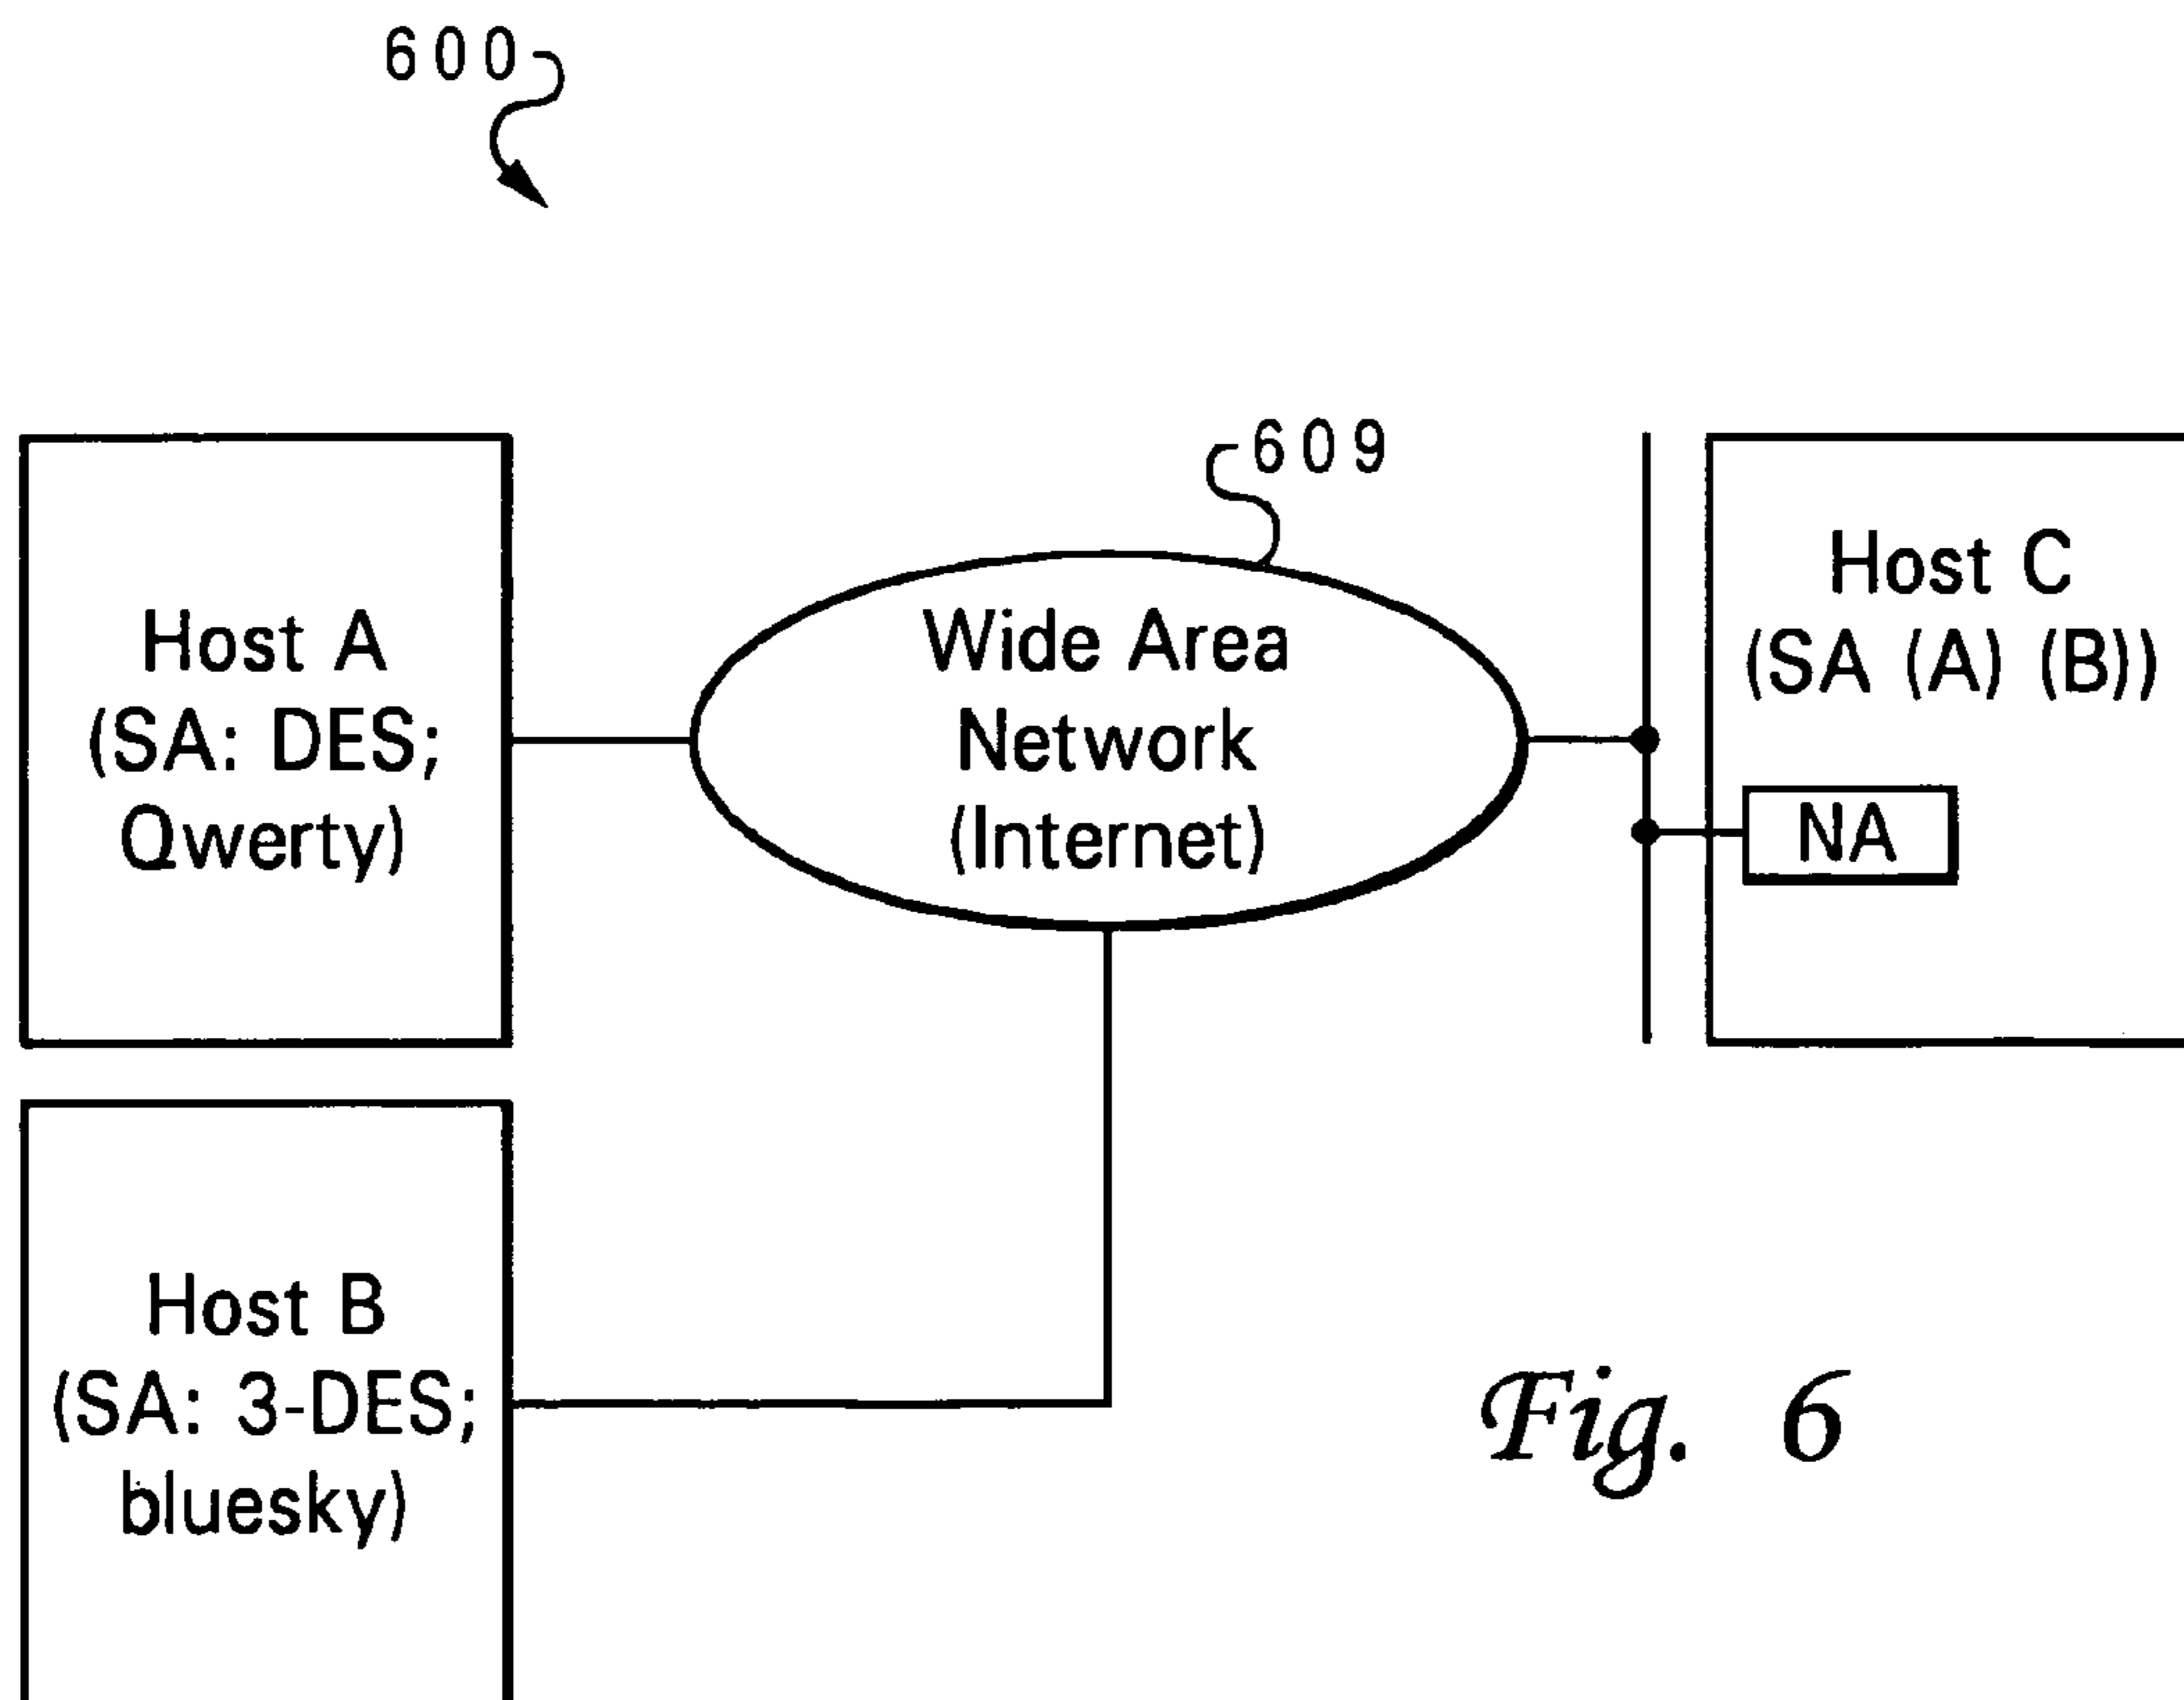 600
609
Host A
(SA: DES;
Qwerty)
Wide Area
Network
(Internet)
Host C
(SA (A) (B))
NA
Host B
(SA: 3-DES;
bluesky)
Fig. 6